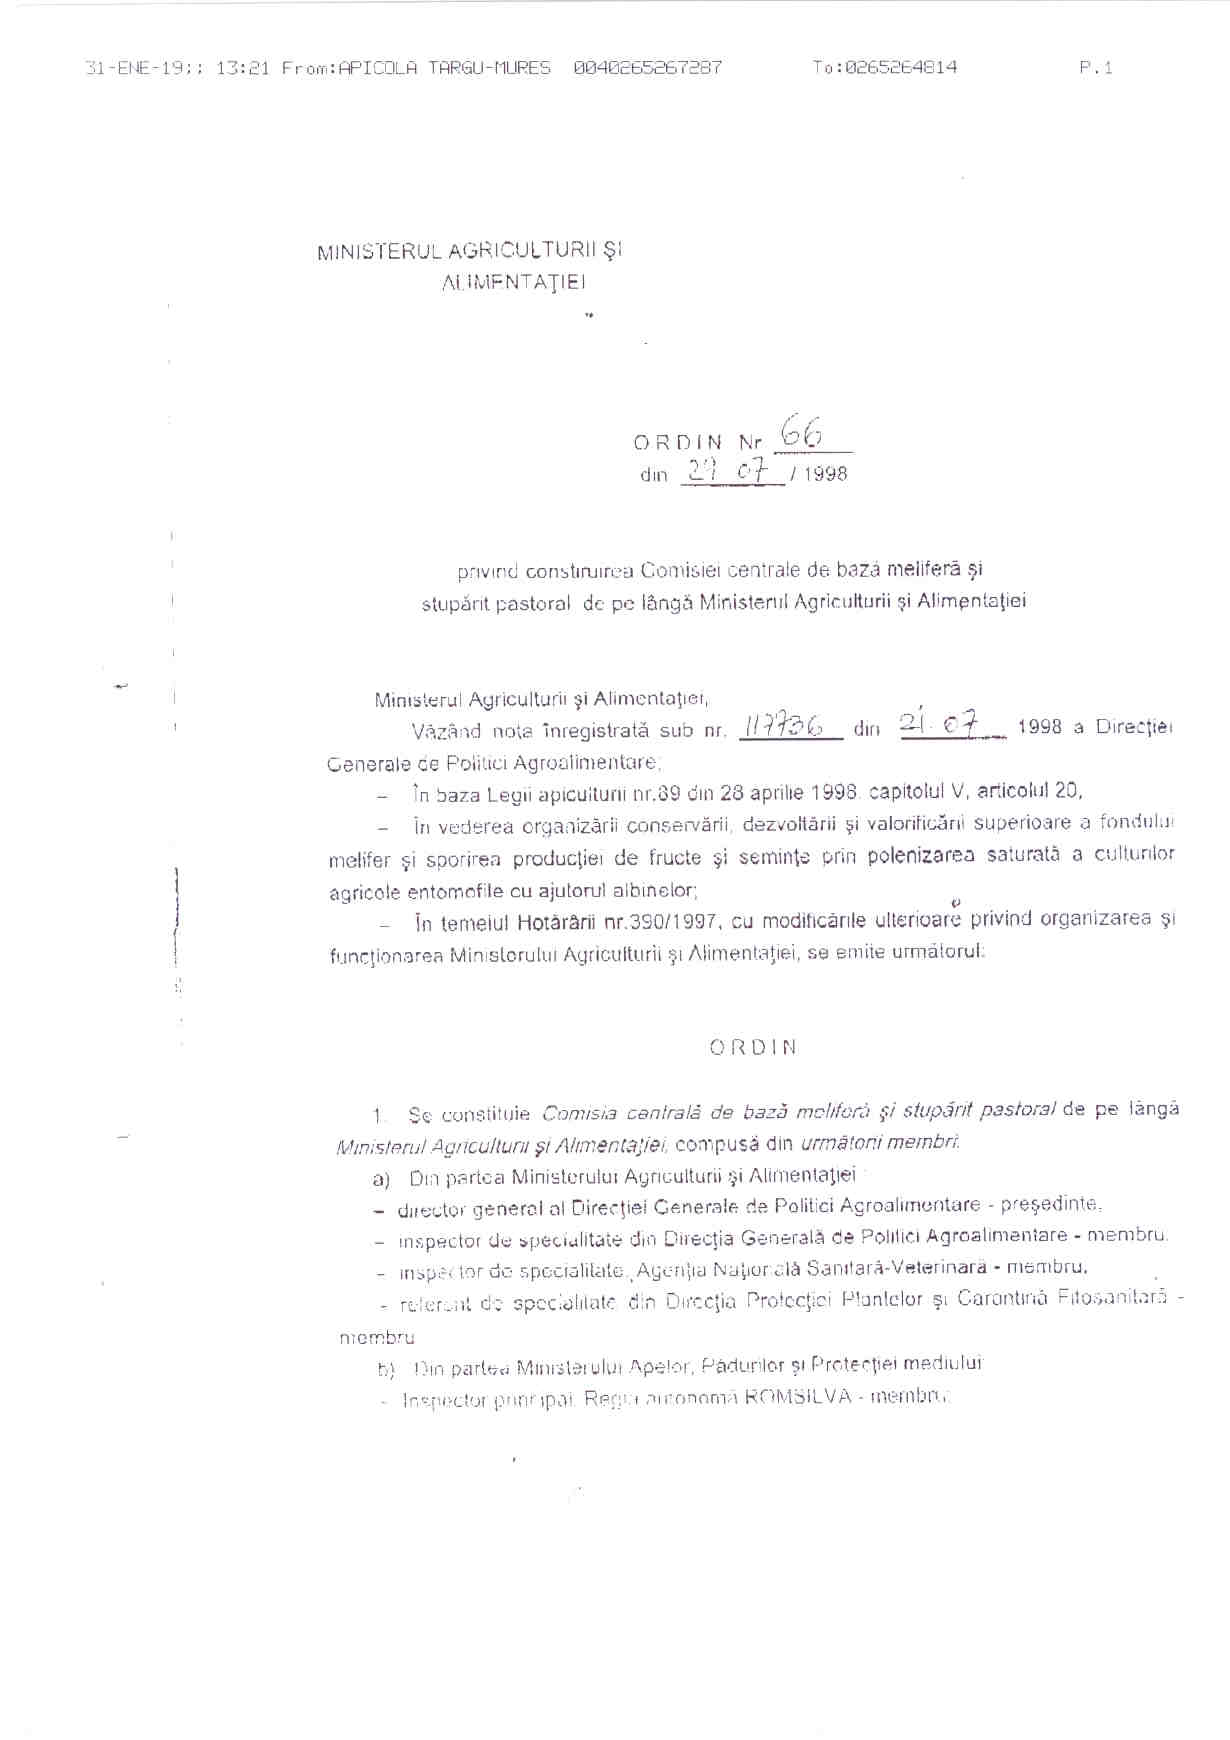 31-ENE-19;; 13:21 From:APICOLA TARGU-MURES 0040265267287 To:0265264814 P.1
MINISTERUL AGRICULTURII ŞI
ALIMENTAŢIEI
ORDIN Nr 66
din 29 07 / 1998
privind constituirea Comisiei centrale de bază meliferă şi
stupărit pastoral de pe lângă Ministerul Agriculturii şi Alimentaţiei
Ministerul Agriculturii şi Alimentaţiei,
Văzând nota înregistrată sub nr. 117736 din 21. 07 1998 a Direcţiei
Generale de Politici Agroalimentare;
– În baza Legii apiculturii nr.89 din 28 aprilie 1998, capitolul V, articolul 20,
– În vederea organizării conservării, dezvoltării şi valorificării superioare a fondului
melifer şi sporirea producţiei de fructe şi seminţe prin polenizarea saturată a culturilor
agricole entomofile cu ajutorul albinelor;
– În temeiul Hotărârii nr.390/1997, cu modificările ulterioare privind organizarea şi
funcţionarea Ministerului Agriculturii şi Alimentaţiei, se emite următorul:
ORDIN
1. Se constituie Comisia centrală de bază meliferă şi stupărit pastoral de pe lângă
Ministerul Agriculturii şi Alimentaţiei, compusă din următorii membri:
a) Din partea Ministerului Agriculturii şi Alimentaţiei :
– director general al Direcţiei Generale de Politici Agroalimentare - preşedinte,
– inspector de specialitate din Direcţia Generală de Politici Agroalimentare - membru,
– inspector de specialitate, Agenţia Naţională Sanitară-Veterinară - membru,
- referent de specialitate din Direcţia Protecţiei Plantelor şi Carantină Fitosanitară -
membru
b) Din partea Ministerului Apelor, Pădurilor şi Protecţiei mediului
- Inspector principal, Regia autonomă ROMSILVA - membru;